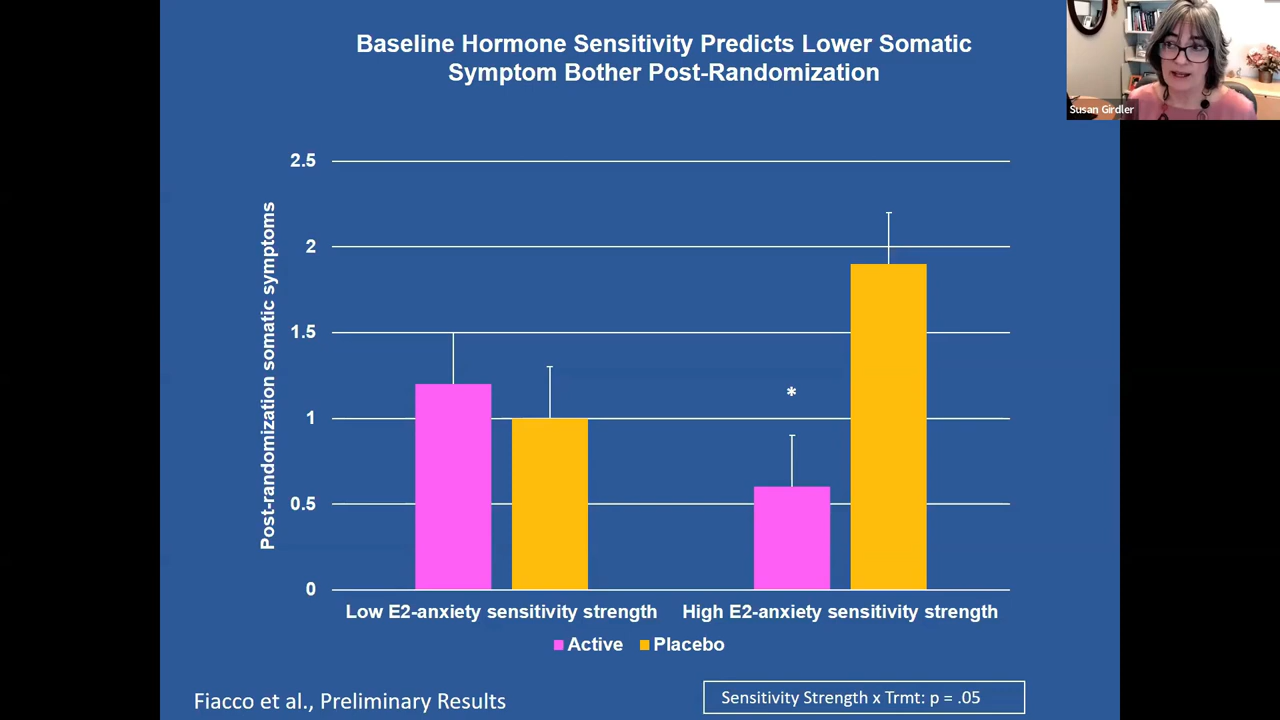 Baseline Hormone Sensitivity Predicts Lower Somatic
Symptom Bother Post-Randomization
Susan Girdler
Post-randomization somatic symptoms
2.5
2
1.5
1
0.5
0
*
Low E2-anxiety sensitivity strength
High E2-anxiety sensitivity strength
Active
Placebo
Fiacco et al., Preliminary Results
Sensitivity Strength x Trmt: p = .05